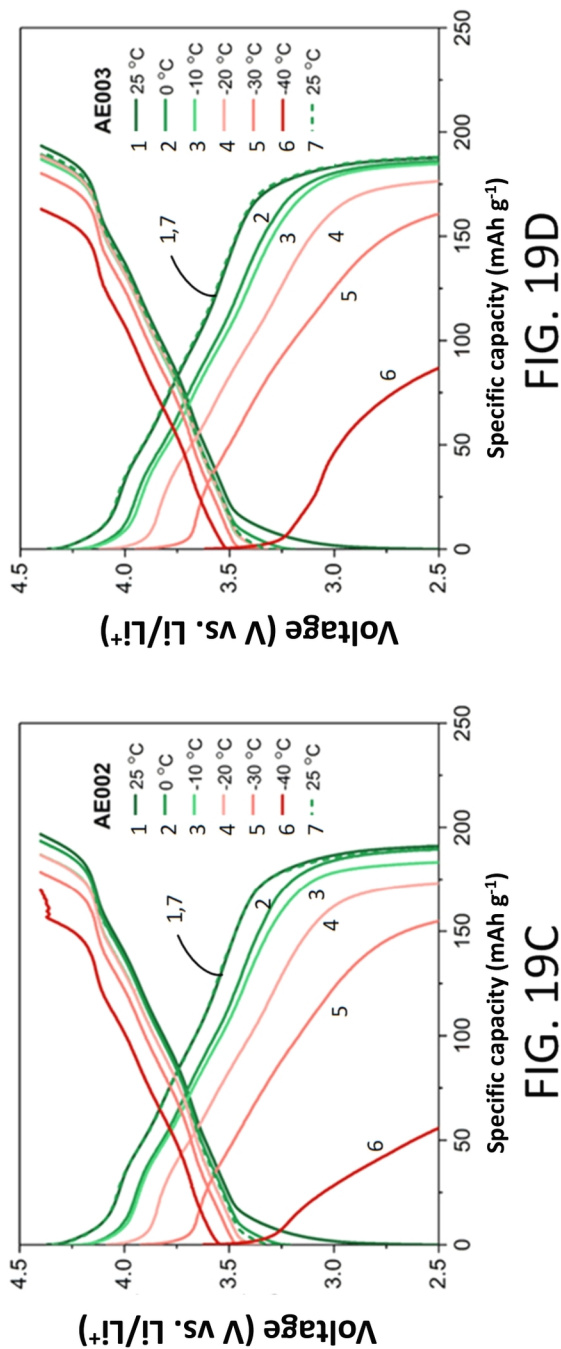 Voltage (V vs. Li/Li⁺)
4.5
4.0
3.5
3.0
2.5
AE002
1 25 °C
2 0 °C
3 -10 °C
4 -20 °C
5 -30 °C
6 -40 °C
7 25 °C
1,7
2
3
4
5
6
0 50 100 150 200 250
Specific capacity (mAh g⁻¹)
FIG. 19C
Voltage (V vs. Li/Li⁺)
4.5
4.0
3.5
3.0
2.5
AE003
1 25 °C
2 0 °C
3 -10 °C
4 -20 °C
5 -30 °C
6 -40 °C
7 25 °C
1,7
2
3
4
5
6
0 50 100 150 200 250
Specific capacity (mAh g⁻¹)
FIG. 19D